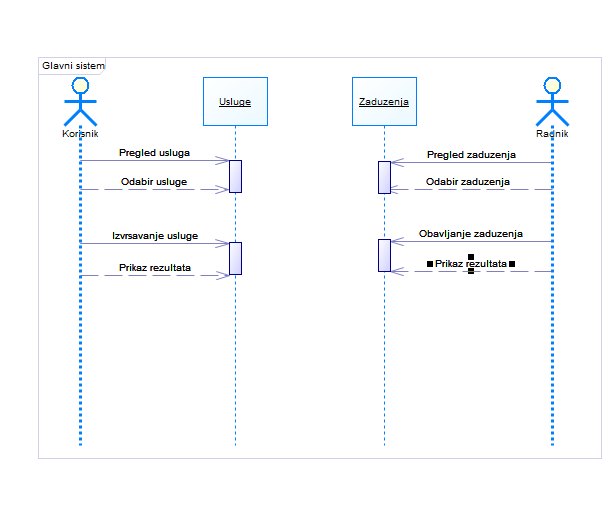 Glavni sistem
Korisnik
Usluge
Zaduzenja
Radnik
Pregled usluga
Pregled zaduzenja
Odabir usluge
Odabir zaduzenja
Izvrsavanje usluge
Obavljanje zaduzenja
Prikaz rezultata
Prikaz rezultata